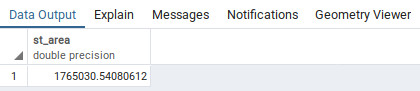 Data Output Explain Messages Notifications Geometry Viewer
st_area
double precision
1 1765030.54080612